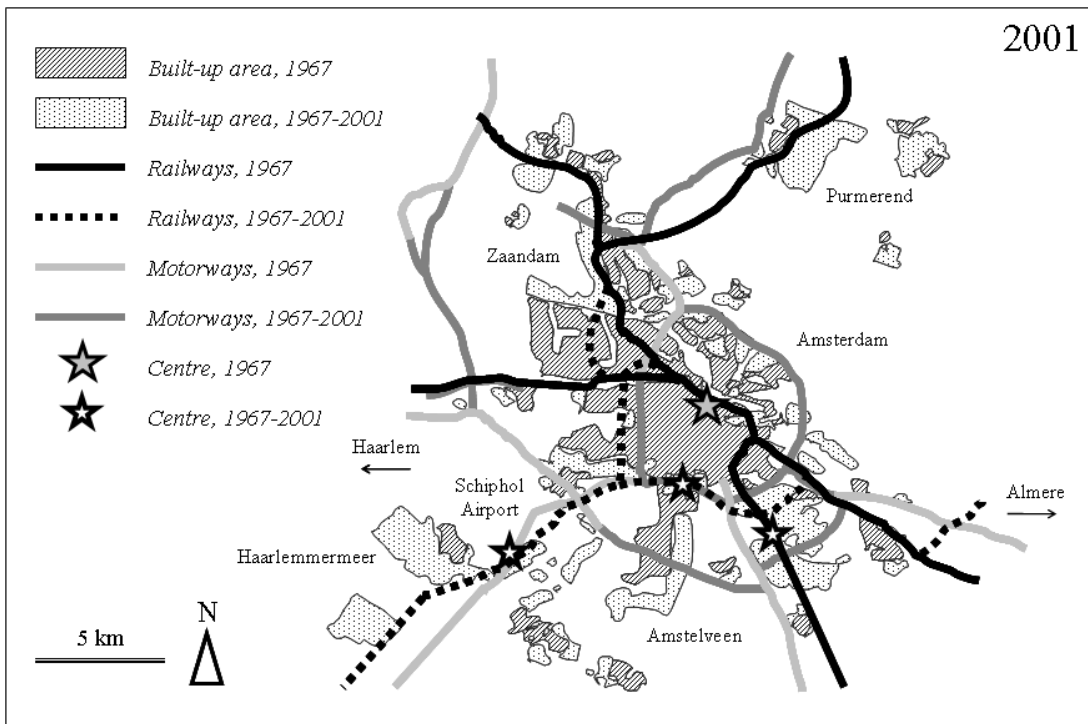 2001
Built-up area, 1967
Built-up area, 1967-2001
Railways, 1967
Railways, 1967-2001
Motorways, 1967
Motorways, 1967-2001
Centre, 1967
Centre, 1967-2001
Purmerend
Zaandam
Amsterdam
Haarlem
Schiphol
Airport
Almere
Haarlemmermeer
Amstelveen
N
5 km